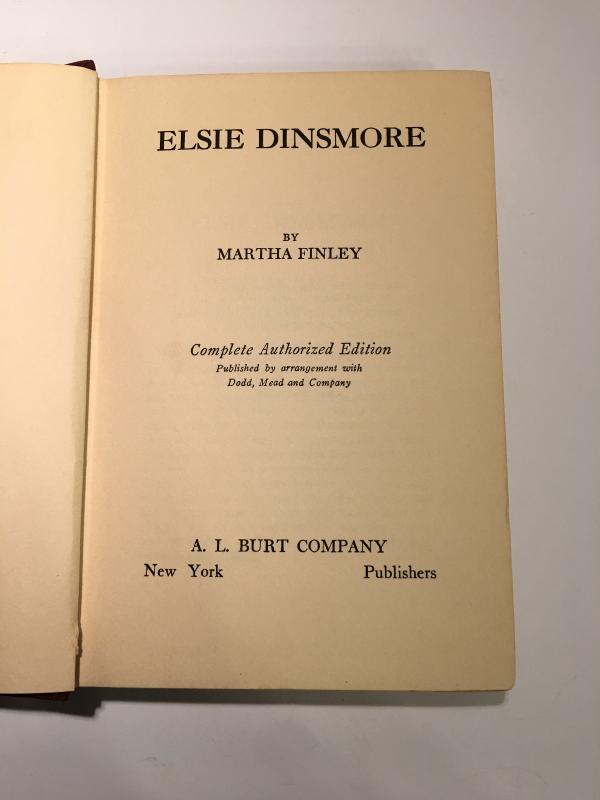 ELSIE DINSMORE
BY
MARTHA FINLEY
Complete Authorized Edition
Published by arrangement with
Dodd, Mead and Company
A. L. BURT COMPANY
New York Publishers